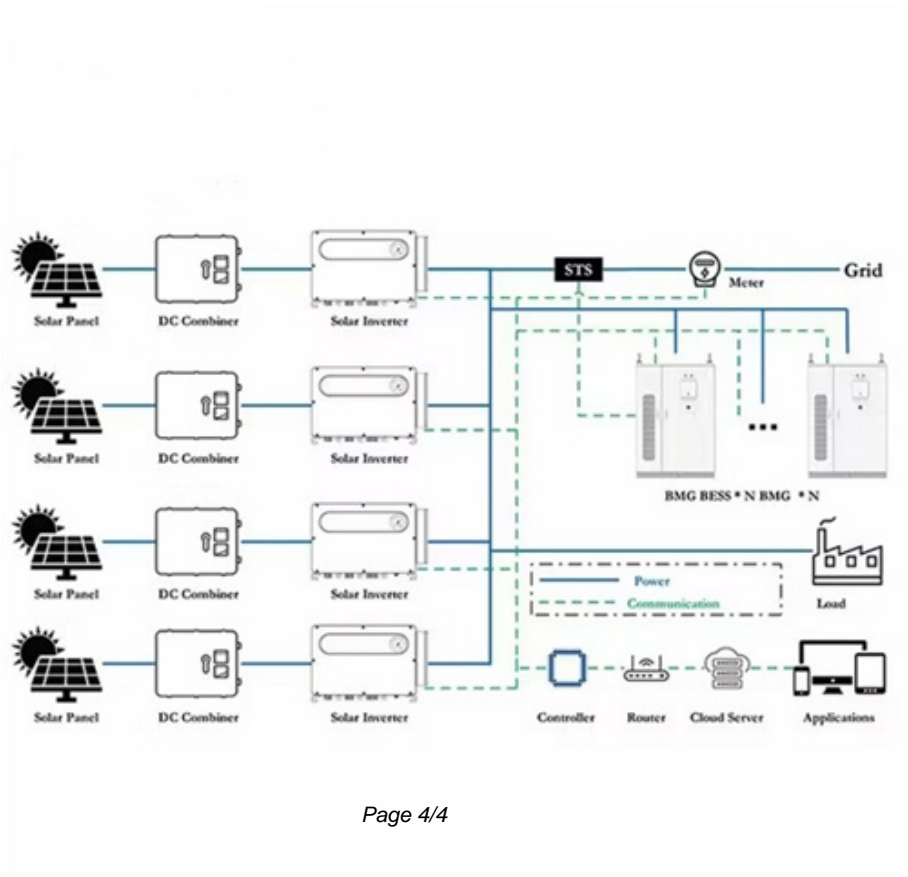 STS
Grid
Meter
Solar Panel
DC Combiner
Solar Inverter
Solar Panel
DC Combiner
Solar Inverter
BMG BESS * N BMG * N
Solar Panel
DC Combiner
Solar Inverter
Power
Communication
Load
Solar Panel
DC Combiner
Solar Inverter
Controller
Router
Cloud Server
Applications
Page 4/4